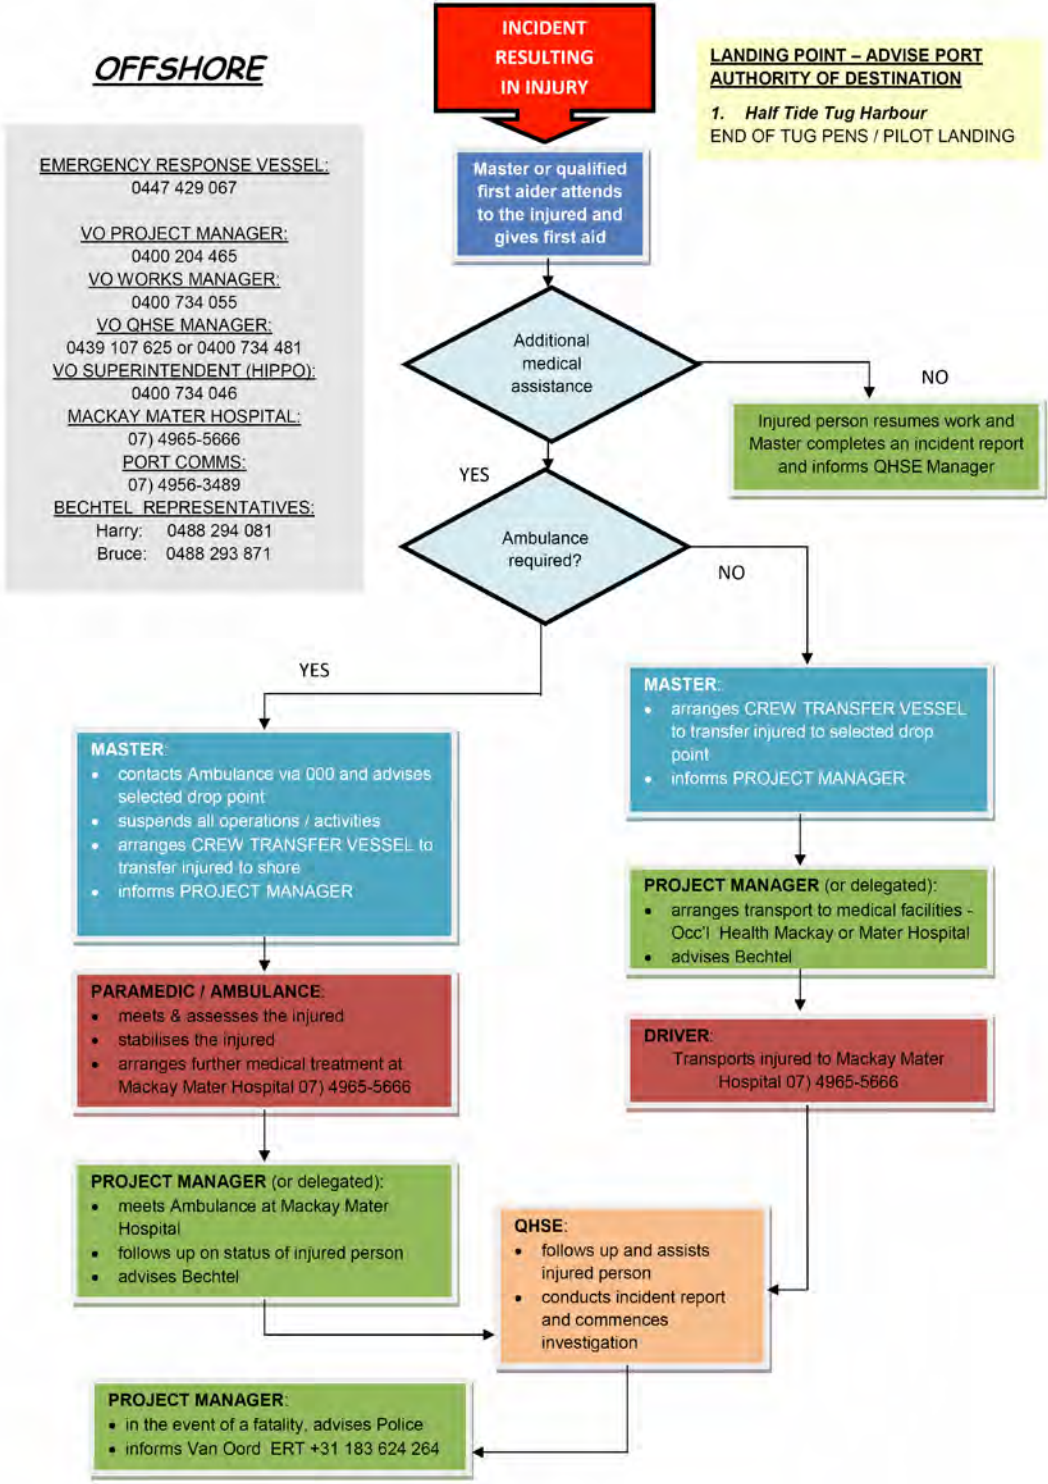 OFFSHORE
INCIDENT
RESULTING
IN INJURY
LANDING POINT – ADVISE PORT
AUTHORITY OF DESTINATION
1. Half Tide Tug Harbour
END OF TUG PENS / PILOT LANDING
EMERGENCY RESPONSE VESSEL:
0447 429 067
VO PROJECT MANAGER:
0400 204 465
VO WORKS MANAGER:
0400 734 055
VO QHSE MANAGER:
0439 107 625 or 0400 734 481
VO SUPERINTENDENT (HIPPO):
0400 734 046
MACKAY MATER HOSPITAL:
07) 4965-5666
PORT COMMS:
07) 4956-3489
BECHTEL REPRESENTATIVES:
Harry: 0488 294 081
Bruce: 0488 293 871
Master or qualified
first aider attends
to the injured and
gives first aid
Additional
medical
assistance
NO
Injured person resumes work and
Master completes an incident report
and informs QHSE Manager
YES
Ambulance
required?
NO
YES
MASTER:
• arranges CREW TRANSFER VESSEL
to transfer injured to selected drop
point
• informs PROJECT MANAGER
MASTER:
• contacts Ambulance via 000 and advises
selected drop point
• suspends all operations / activities
• arranges CREW TRANSFER VESSEL to
transfer injured to shore
• informs PROJECT MANAGER
PROJECT MANAGER (or delegated):
• arranges transport to medical facilities -
Occ'l Health Mackay or Mater Hospital
• advises Bechtel
PARAMEDIC / AMBULANCE:
• meets & assesses the injured
• stabilises the injured
• arranges further medical treatment at
Mackay Mater Hospital 07) 4965-5666
DRIVER:
Transports injured to Mackay Mater
Hospital 07) 4965-5666
PROJECT MANAGER (or delegated):
• meets Ambulance at Mackay Mater
Hospital
• follows up on status of injured person
• advises Bechtel
QHSE:
• follows up and assists
injured person
• conducts incident report
and commences
investigation
PROJECT MANAGER:
• in the event of a fatality, advises Police
• informs Van Oord ERT +31 183 624 264